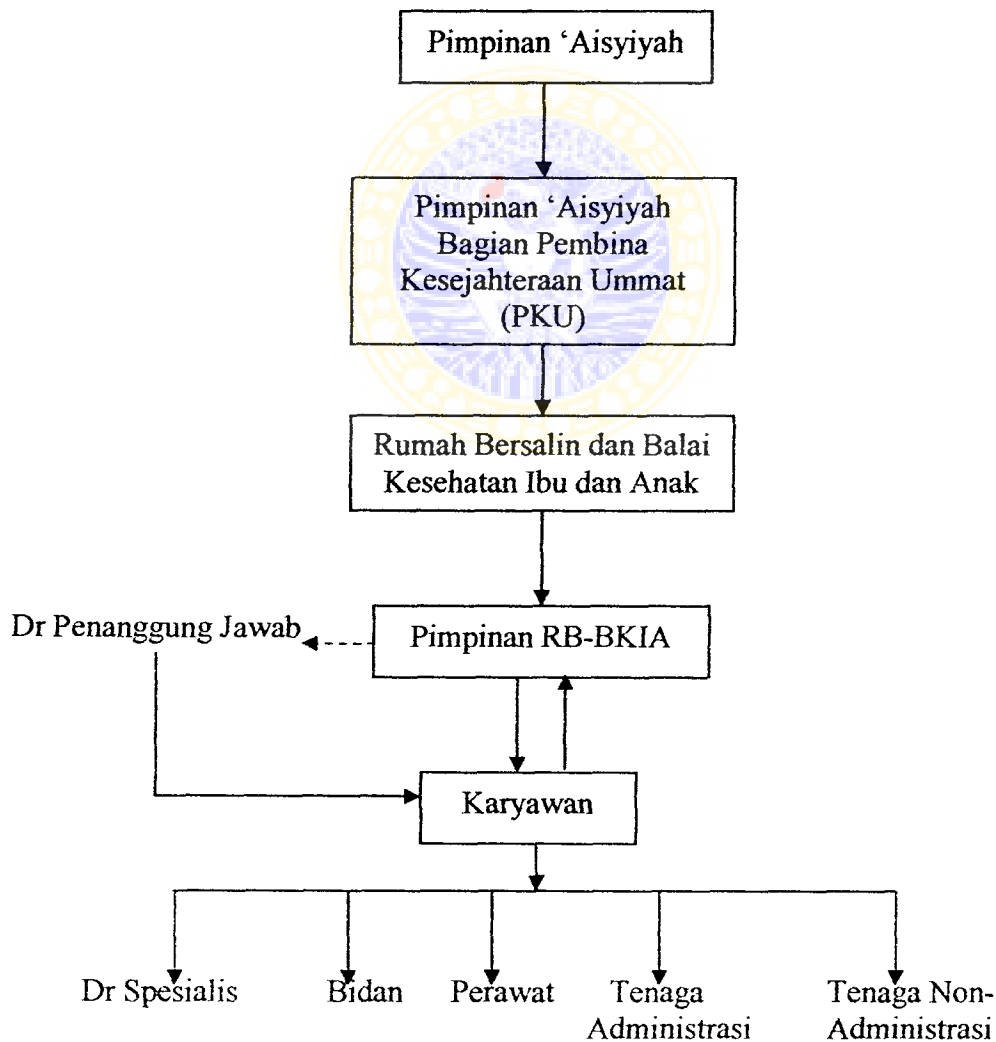 Pimpinan ‘Aisyiyah
Pimpinan ‘Aisyiyah
Bagian Pembina
Kesejahteraan Ummat
(PKU)
Rumah Bersalin dan Balai
Kesehatan Ibu dan Anak
Dr Penanggung Jawab
Pimpinan RB-BKIA
Karyawan
Dr Spesialis
Bidan
Perawat
Tenaga
Administrasi
Tenaga Non-
Administrasi